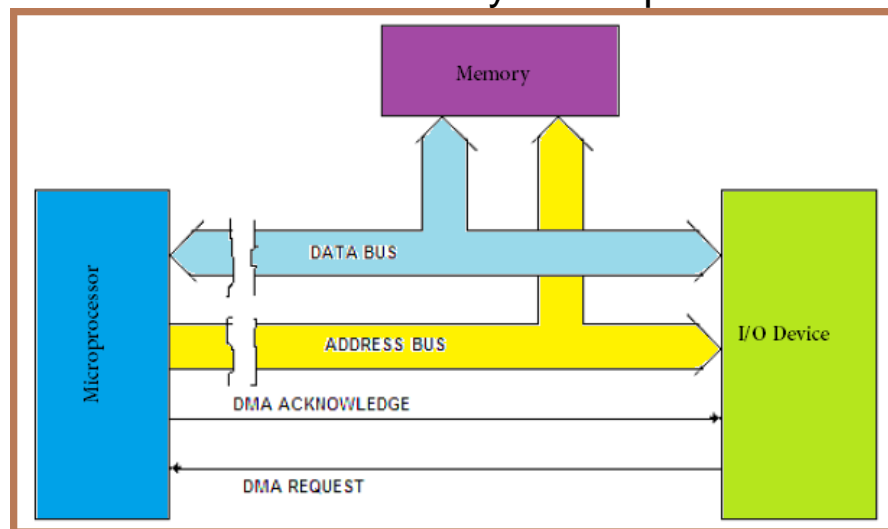 Memory
DATA BUS
Microprocessor
ADDRESS BUS
I/O Device
DMA ACKNOWLEDGE
DMA REQUEST